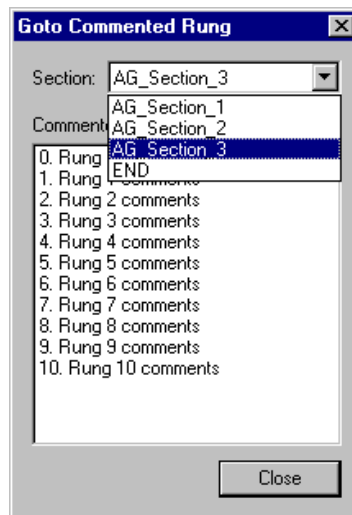 Goto Commented Rung
Section: AG_Section_3
AG_Section_1
AG_Section_2
AG_Section_3
END
0. Rung
1. Rung 1 comments
2. Rung 2 comments
3. Rung 3 comments
4. Rung 4 comments
5. Rung 5 comments
6. Rung 6 comments
7. Rung 7 comments
8. Rung 8 comments
9. Rung 9 comments
10. Rung 10 comments
Close